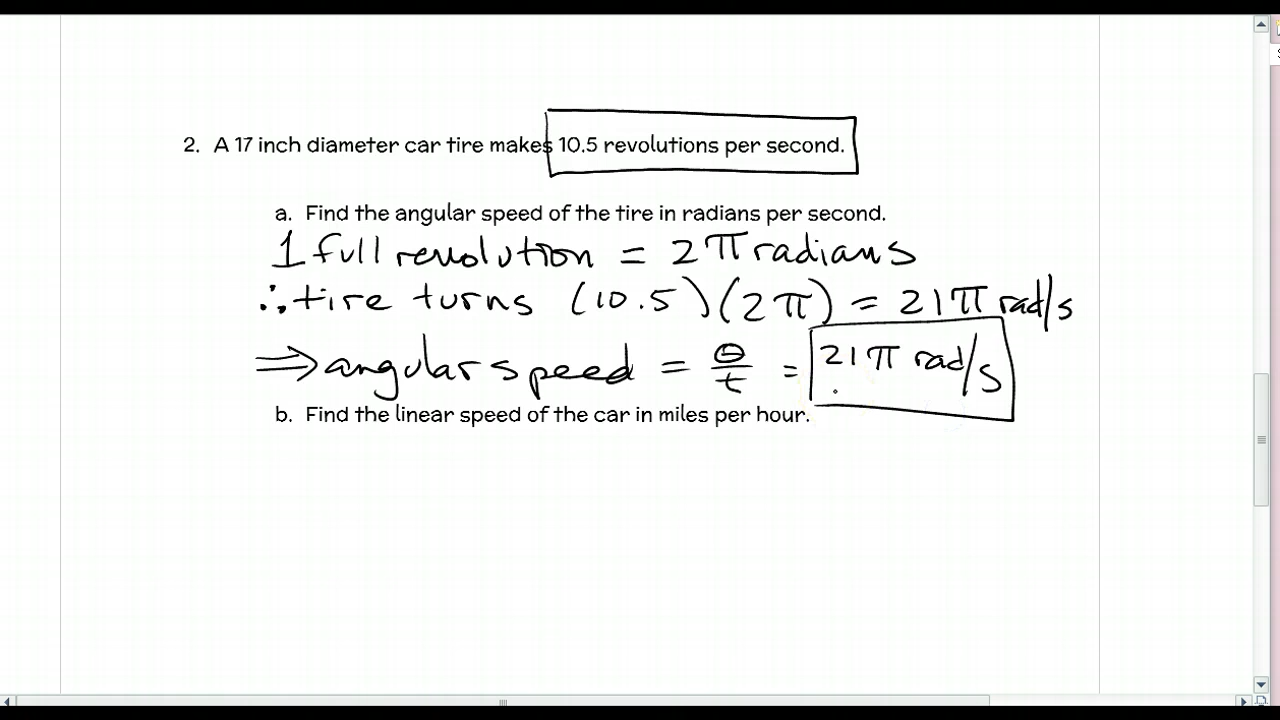 2. A 17 inch diameter car tire makes 10.5 revolutions per second.
a. Find the angular speed of the tire in radians per second.
1 full revolution = 2π radians
∴ tire turns (10.5)(2π) = 21π rad/s
⇒ angular speed = θ/t = 21π rad/s
b. Find the linear speed of the car in miles per hour.